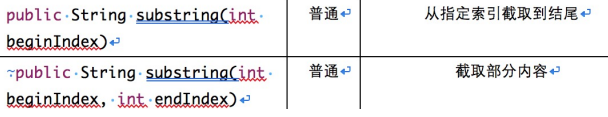 public String substring(int beginIndex)
普通
从指定索引截取到结尾
~public String substring(int beginIndex, int endIndex)
普通
截取部分内容